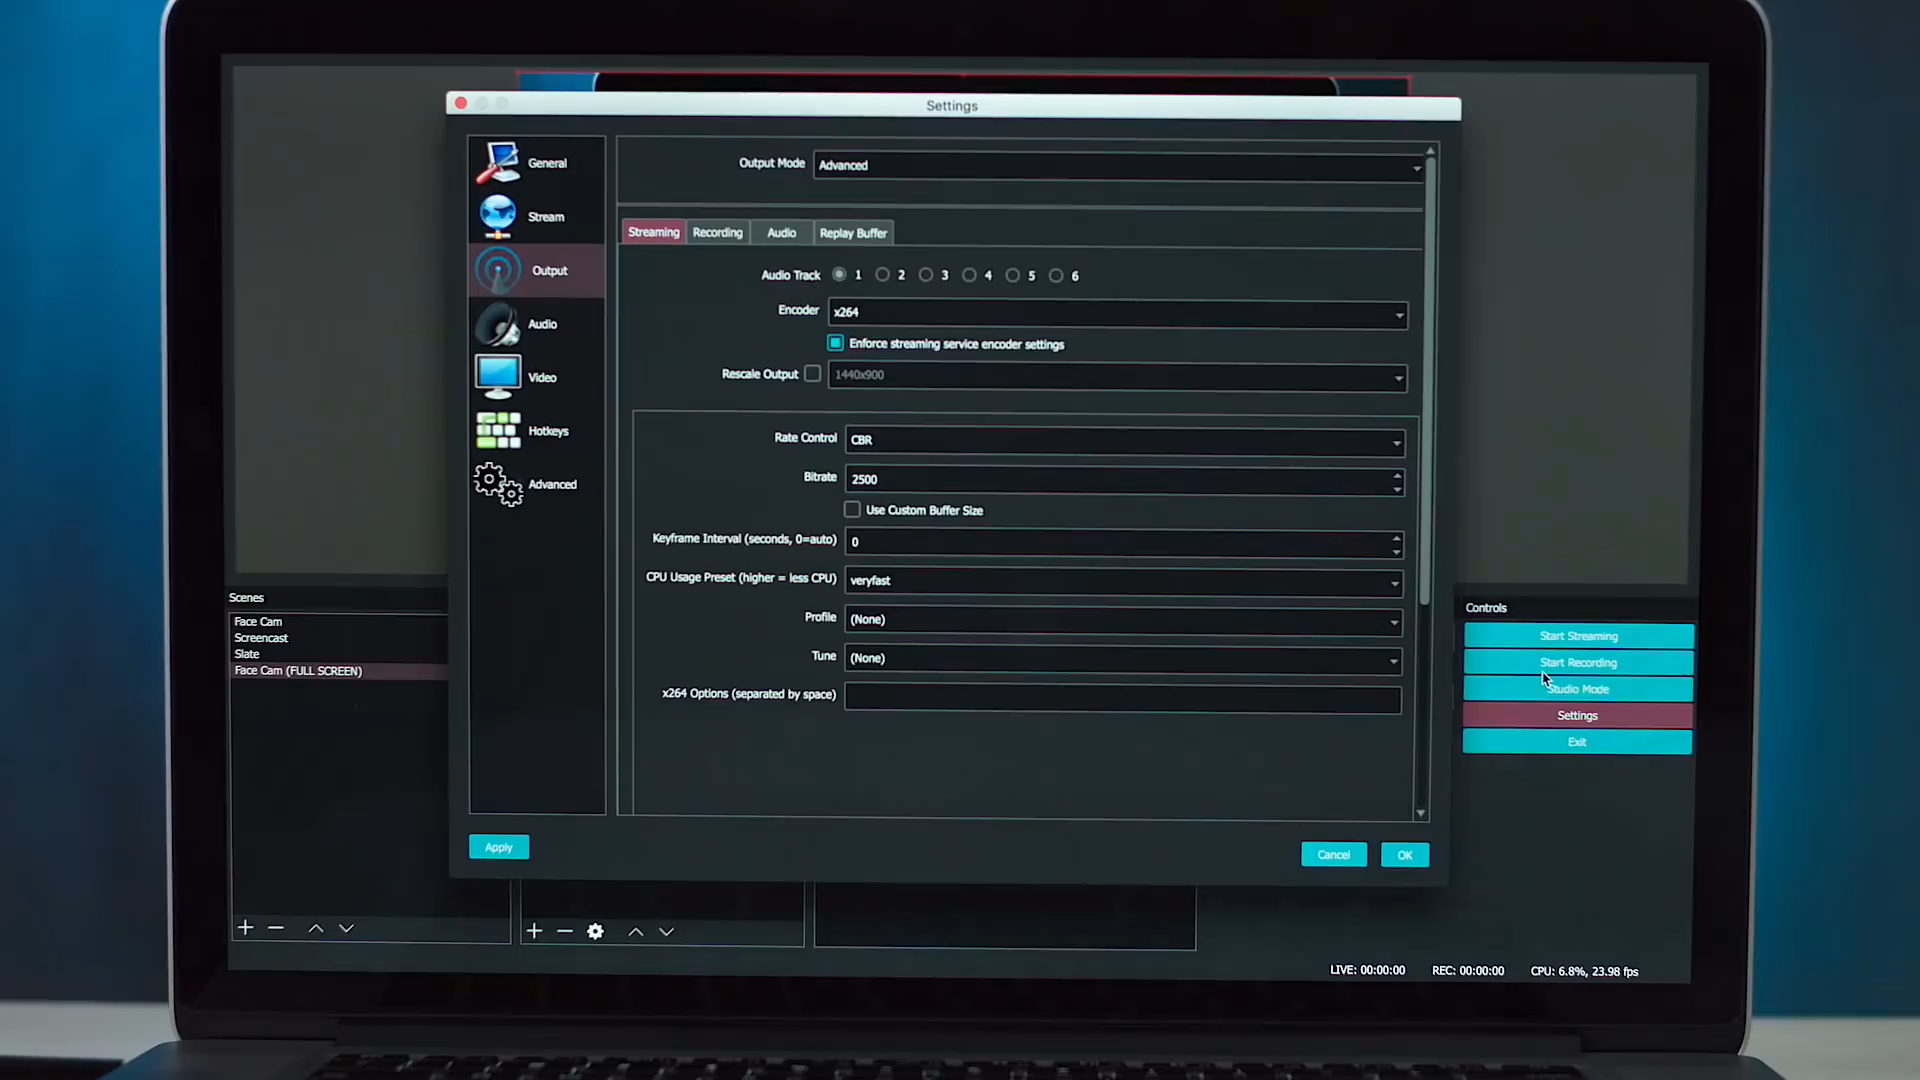 Settings
General
Stream
Output
Audio
Video
Hotkeys
Advanced
Output Mode Advanced
Streaming Recording Audio Replay Buffer
Audio Track 1 2 3 4 5 6
Encoder x264
Enforce streaming service encoder settings
Rescale Output 1440x900
Rate Control CBR
Bitrate 2500
Use Custom Buffer Size
Keyframe Interval (seconds, 0=auto) 0
CPU Usage Preset (higher = less CPU) veryfast
Profile (None)
Tune (None)
x264 Options (separated by space)
Apply
Cancel OK
Scenes
Face Cam
Screencast
Slate
Face Cam (FULL SCREEN)
Controls
Start Streaming
Start Recording
Studio Mode
Settings
Exit
LIVE: 00:00:00 REC: 00:00:00 CPU: 6.8%, 23.98 fps